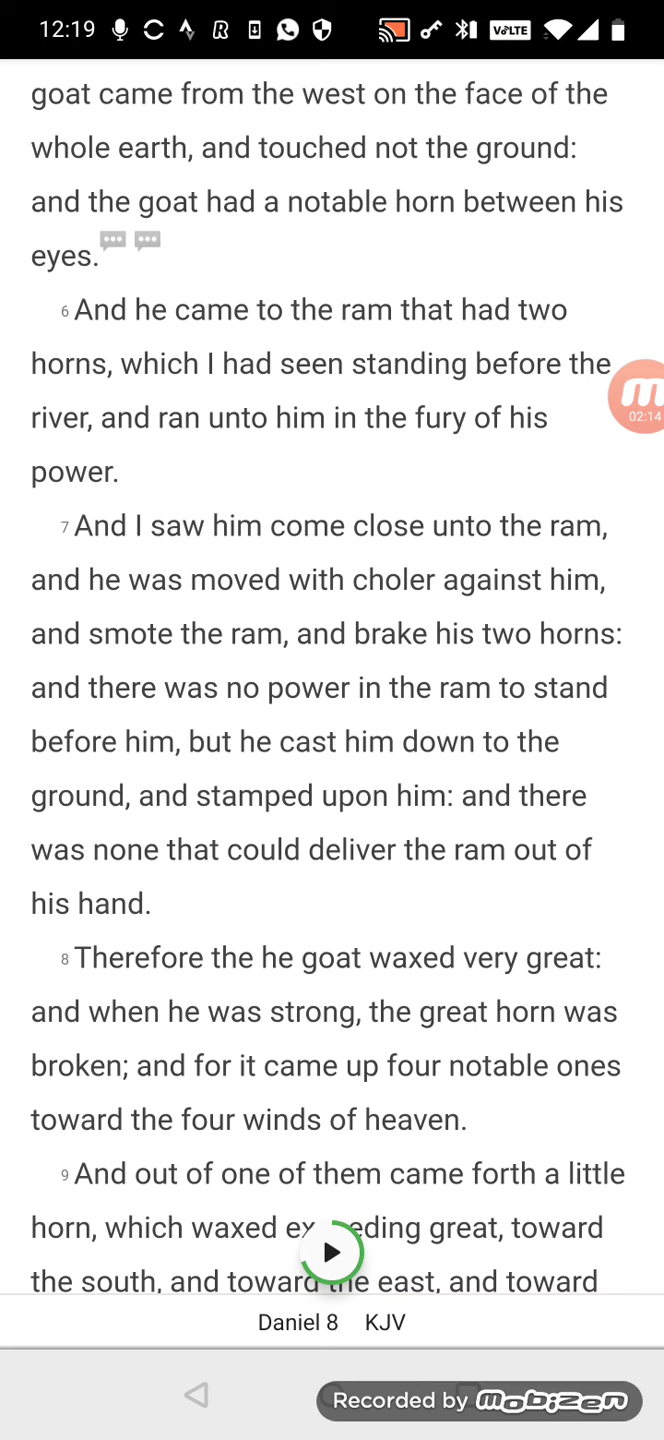 12:19 R VoLTE
goat came from the west on the face of the
whole earth, and touched not the ground:
and the goat had a notable horn between his
eyes.
6 And he came to the ram that had two
horns, which I had seen standing before the
river, and ran unto him in the fury of his
m
02:14
power.
7 And I saw him come close unto the ram,
and he was moved with choler against him,
and smote the ram, and brake his two horns:
and there was no power in the ram to stand
before him, but he cast him down to the
ground, and stamped upon him: and there
was none that could deliver the ram out of
his hand.
8 Therefore the he goat waxed very great:
and when he was strong, the great horn was
broken; and for it came up four notable ones
toward the four winds of heaven.
9 And out of one of them came forth a little
horn, which waxed ex eding great, toward
the south, and toward the east, and toward
Daniel 8 KJV
Recorded by mobizen